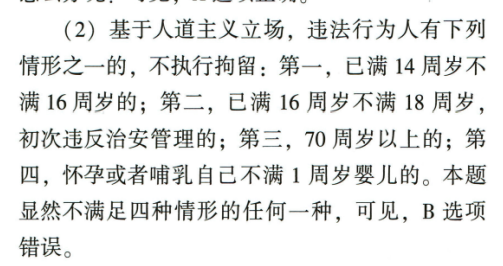 （2）基于人道主义立场，违法行为人有下列
情形之一的，不执行拘留：第一，已满 14 周岁不
满 16 周岁的；第二，已满 16 周岁不满 18 周岁，
初次违反治安管理的；第三，70 周岁以上的；第
四，怀孕或者哺乳自己不满 1 周岁婴儿的。本题
显然不满足四种情形的任何一种，可见，B 选项
错误。